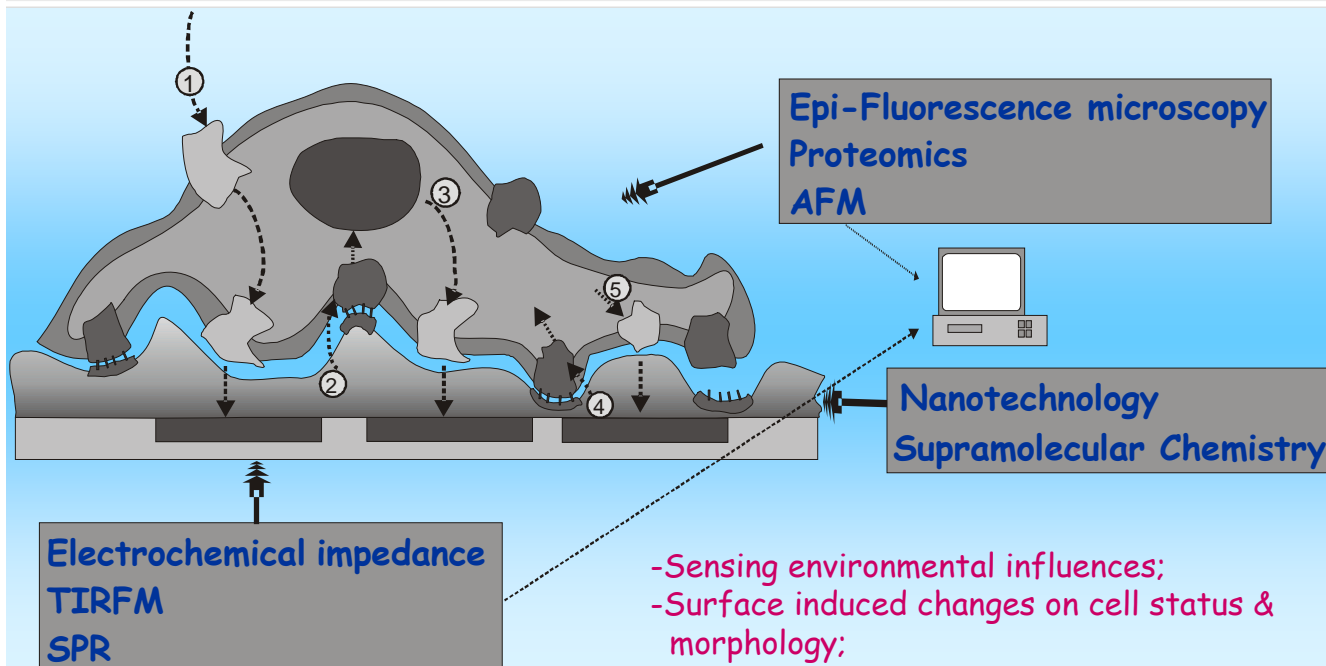 1
Epi-Fluorescence microscopy
Proteomics
AFM
3
5
2
4
Nanotechnology
Supramolecular Chemistry
Electrochemical impedance
TIRFM
SPR
-Sensing environmental influences;
-Surface induced changes on cell status &
morphology;